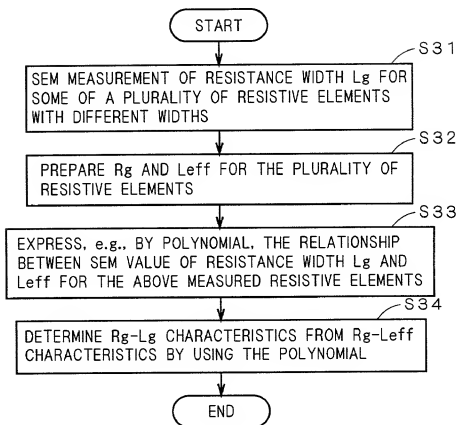 START
S31
SEM MEASUREMENT OF RESISTANCE WIDTH Lg FOR
SOME OF A PLURALITY OF RESISTIVE ELEMENTS
WITH DIFFERENT WIDTHS
S32
PREPARE Rg AND Leff FOR THE PLURALITY OF
RESISTIVE ELEMENTS
S33
EXPRESS, e.g., BY POLYNOMIAL, THE RELATIONSHIP
BETWEEN SEM VALUE OF RESISTANCE WIDTH Lg AND
Leff FOR THE ABOVE MEASURED RESISTIVE ELEMENTS
S34
DETERMINE Rg-Lg CHARACTERISTICS FROM Rg-Leff
CHARACTERISTICS BY USING THE POLYNOMIAL
END